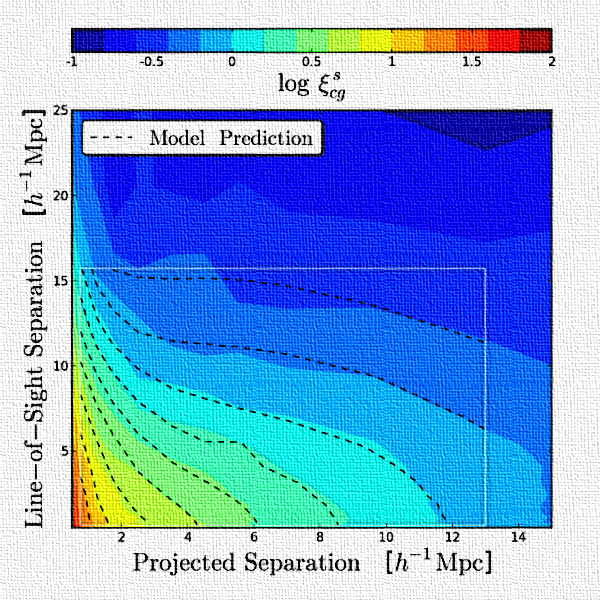 -1 -0.5 0 0.5 1 1.5 2
log ξ^s_cg
25
Model Prediction
20
15
10
5
Line-of-Sight Separation [h⁻¹ Mpc]
2 4 6 8 10 12 14
Projected Separation [h⁻¹ Mpc]